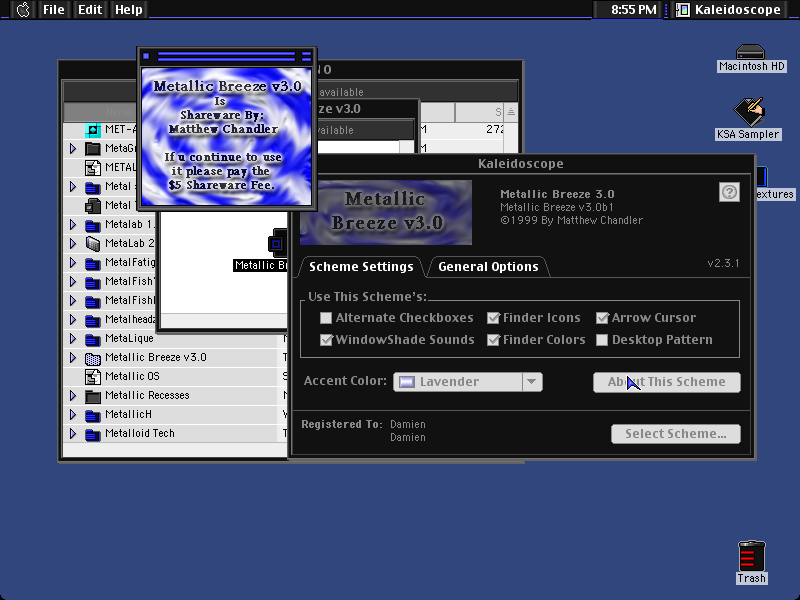 File Edit Help
8:55 PM
Kaleidoscope
Macintosh HD
KSA Sampler
extures
Trash
O
available
S
272
M
M
MET-A
MetaGr
METAL
Metal
Metal
Metalab 1.
MetaLab 2
MetalFatig
MetalFish
MetalFishl
Metalheadz
MetaLique
Metallic Breeze v3.0
Metallic OS
Metallic Recesses
MetallicH
Metalloid Tech
ze v3.0
vailable
Metallic Br
Metallic Breeze v3.0
Is
Shareware By:
Matthew Chandler
If u continue to use
it please pay the
$5 Shareware Fee.
Kaleidoscope
Metallic
Breeze v3.0
Metallic Breeze 3.0
Metallic Breeze v3.0b1
©1999 By Matthew Chandler
?
v2.3.1
Scheme Settings
General Options
Use This Scheme's:
Alternate Checkboxes
Finder Icons
Arrow Cursor
WindowShade Sounds
Finder Colors
Desktop Pattern
Accent Color:
Lavender
About This Scheme
Registered To:
Damien
Damien
Select Scheme...